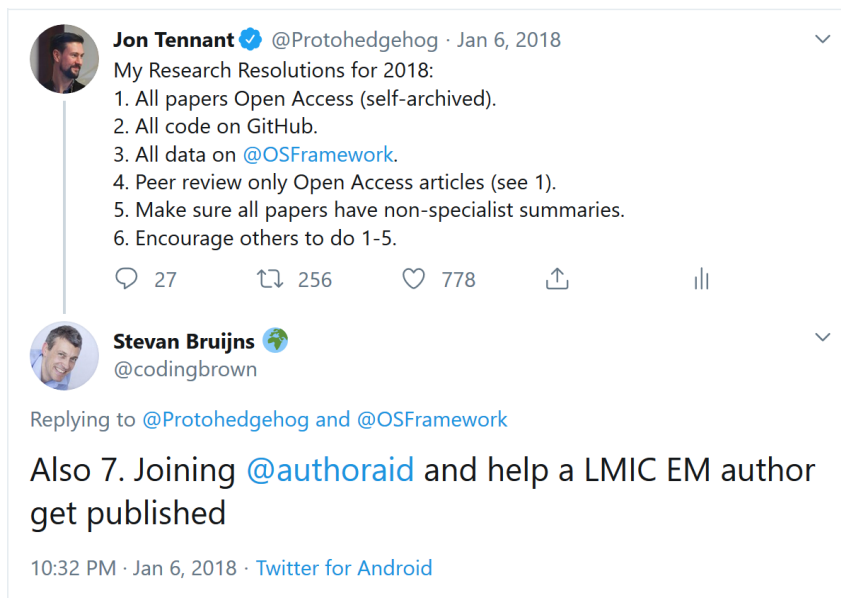 Jon Tennant @Protohedgehog · Jan 6, 2018
My Research Resolutions for 2018:
1. All papers Open Access (self-archived).
2. All code on GitHub.
3. All data on @OSFramework.
4. Peer review only Open Access articles (see 1).
5. Make sure all papers have non-specialist summaries.
6. Encourage others to do 1-5.
27 256 778
Stevan Bruijns
@codingbrown
Replying to @Protohedgehog and @OSFramework
Also 7. Joining @authoraid and help a LMIC EM author
get published
10:32 PM · Jan 6, 2018 · Twitter for Android